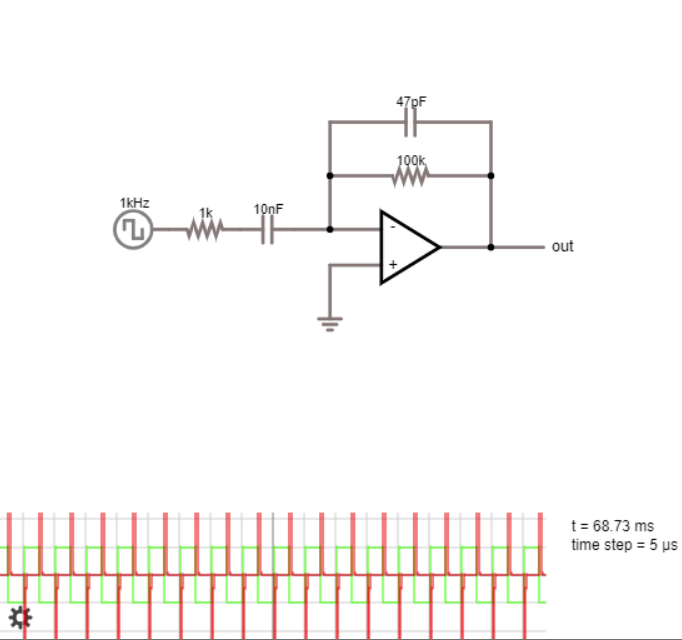 47pF
100k
1kHz
1k
10nF
-
+
out
t = 68.73 ms
time step = 5 µs